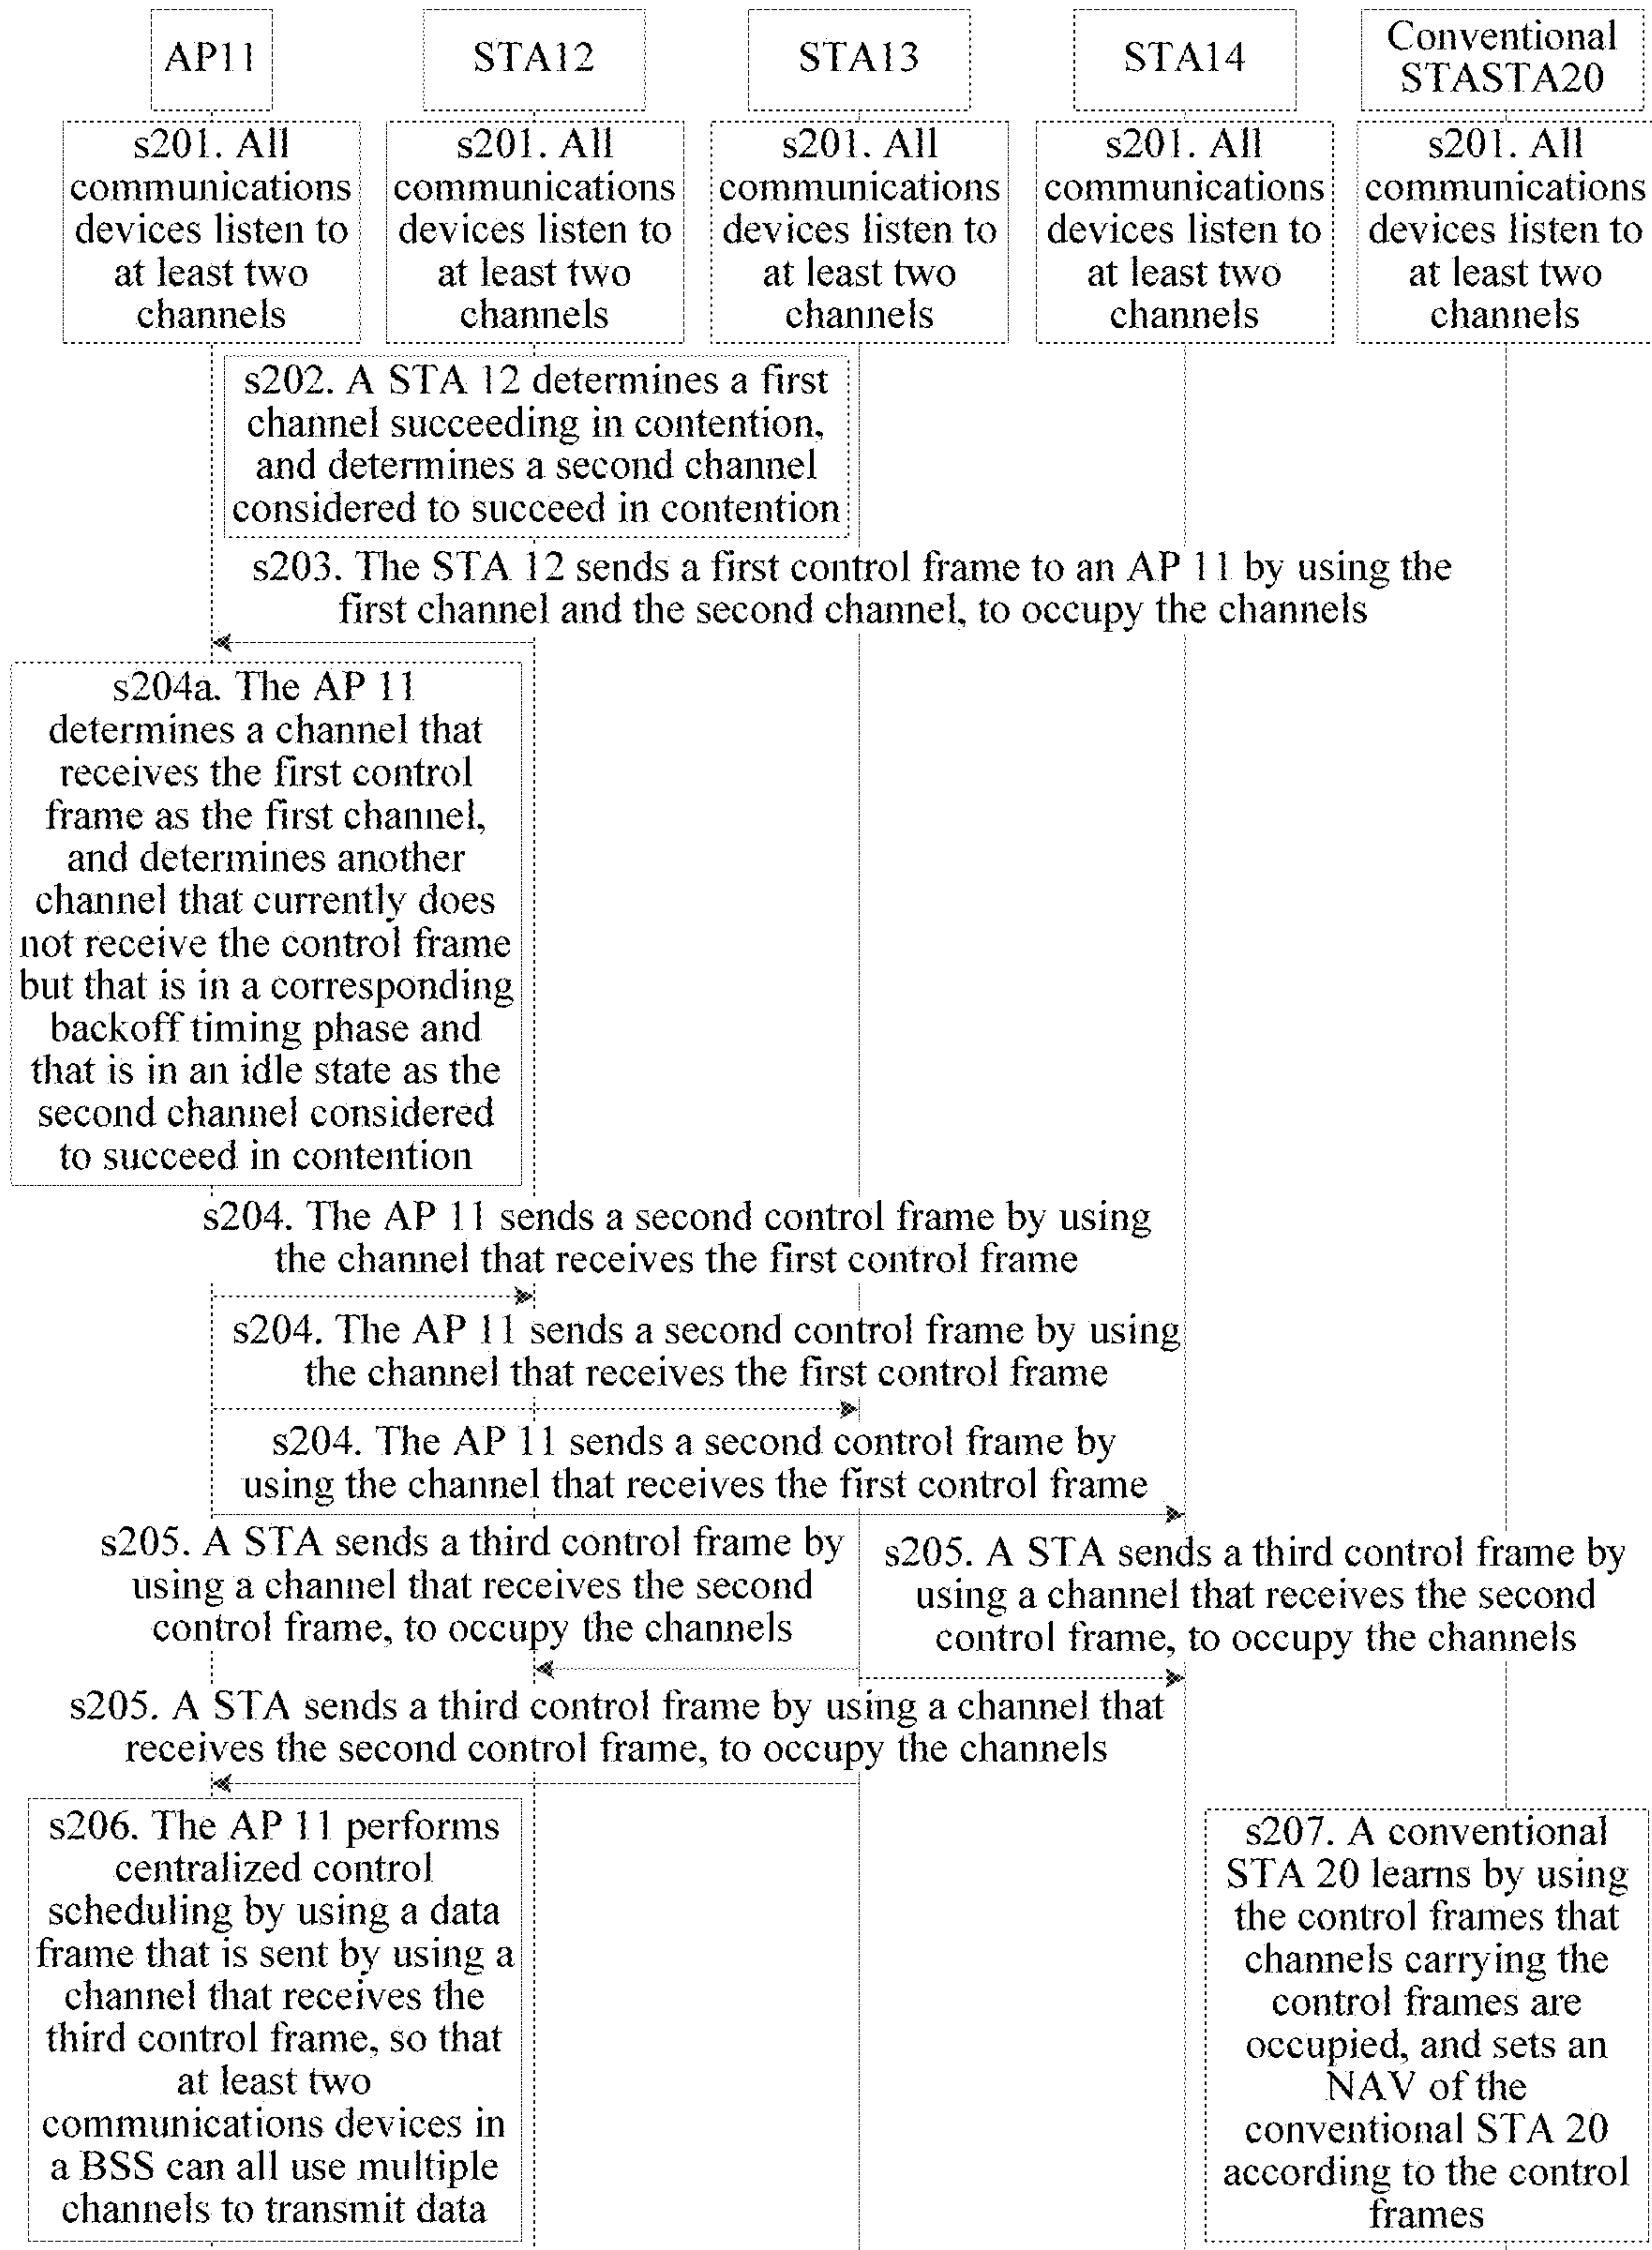 AP11
STA12
STA13
STA14
Conventional
STASTA20
s201. All
communications
devices listen to
at least two
channels
s201. All
communications
devices listen to
at least two
channels
s201. All
communications
devices listen to
at least two
channels
s201. All
communications
devices listen to
at least two
channels
s201. All
communications
devices listen to
at least two
channels
s202. A STA 12 determines a first
channel succeeding in contention,
and determines a second channel
considered to succeed in contention
s203. The STA 12 sends a first control frame to an AP 11 by using the
first channel and the second channel, to occupy the channels
s204a. The AP 11
determines a channel that
receives the first control
frame as the first channel,
and determines another
channel that currently does
not receive the control frame
but that is in a corresponding
backoff timing phase and
that is in an idle state as the
second channel considered
to succeed in contention
s204. The AP 11 sends a second control frame by using
the channel that receives the first control frame
s204. The AP 11 sends a second control frame by using
the channel that receives the first control frame
s204. The AP 11 sends a second control frame by
using the channel that receives the first control frame
s205. A STA sends a third control frame by
using a channel that receives the second
control frame, to occupy the channels
s205. A STA sends a third control frame by
using a channel that receives the second
control frame, to occupy the channels
s205. A STA sends a third control frame by using a channel that
receives the second control frame, to occupy the channels
s206. The AP 11 performs
centralized control
scheduling by using a data
frame that is sent by using a
channel that receives the
third control frame, so that
at least two
communications devices in
a BSS can all use multiple
channels to transmit data
s207. A conventional
STA 20 learns by using
the control frames that
channels carrying the
control frames are
occupied, and sets an
NAV of the
conventional STA 20
according to the control
frames